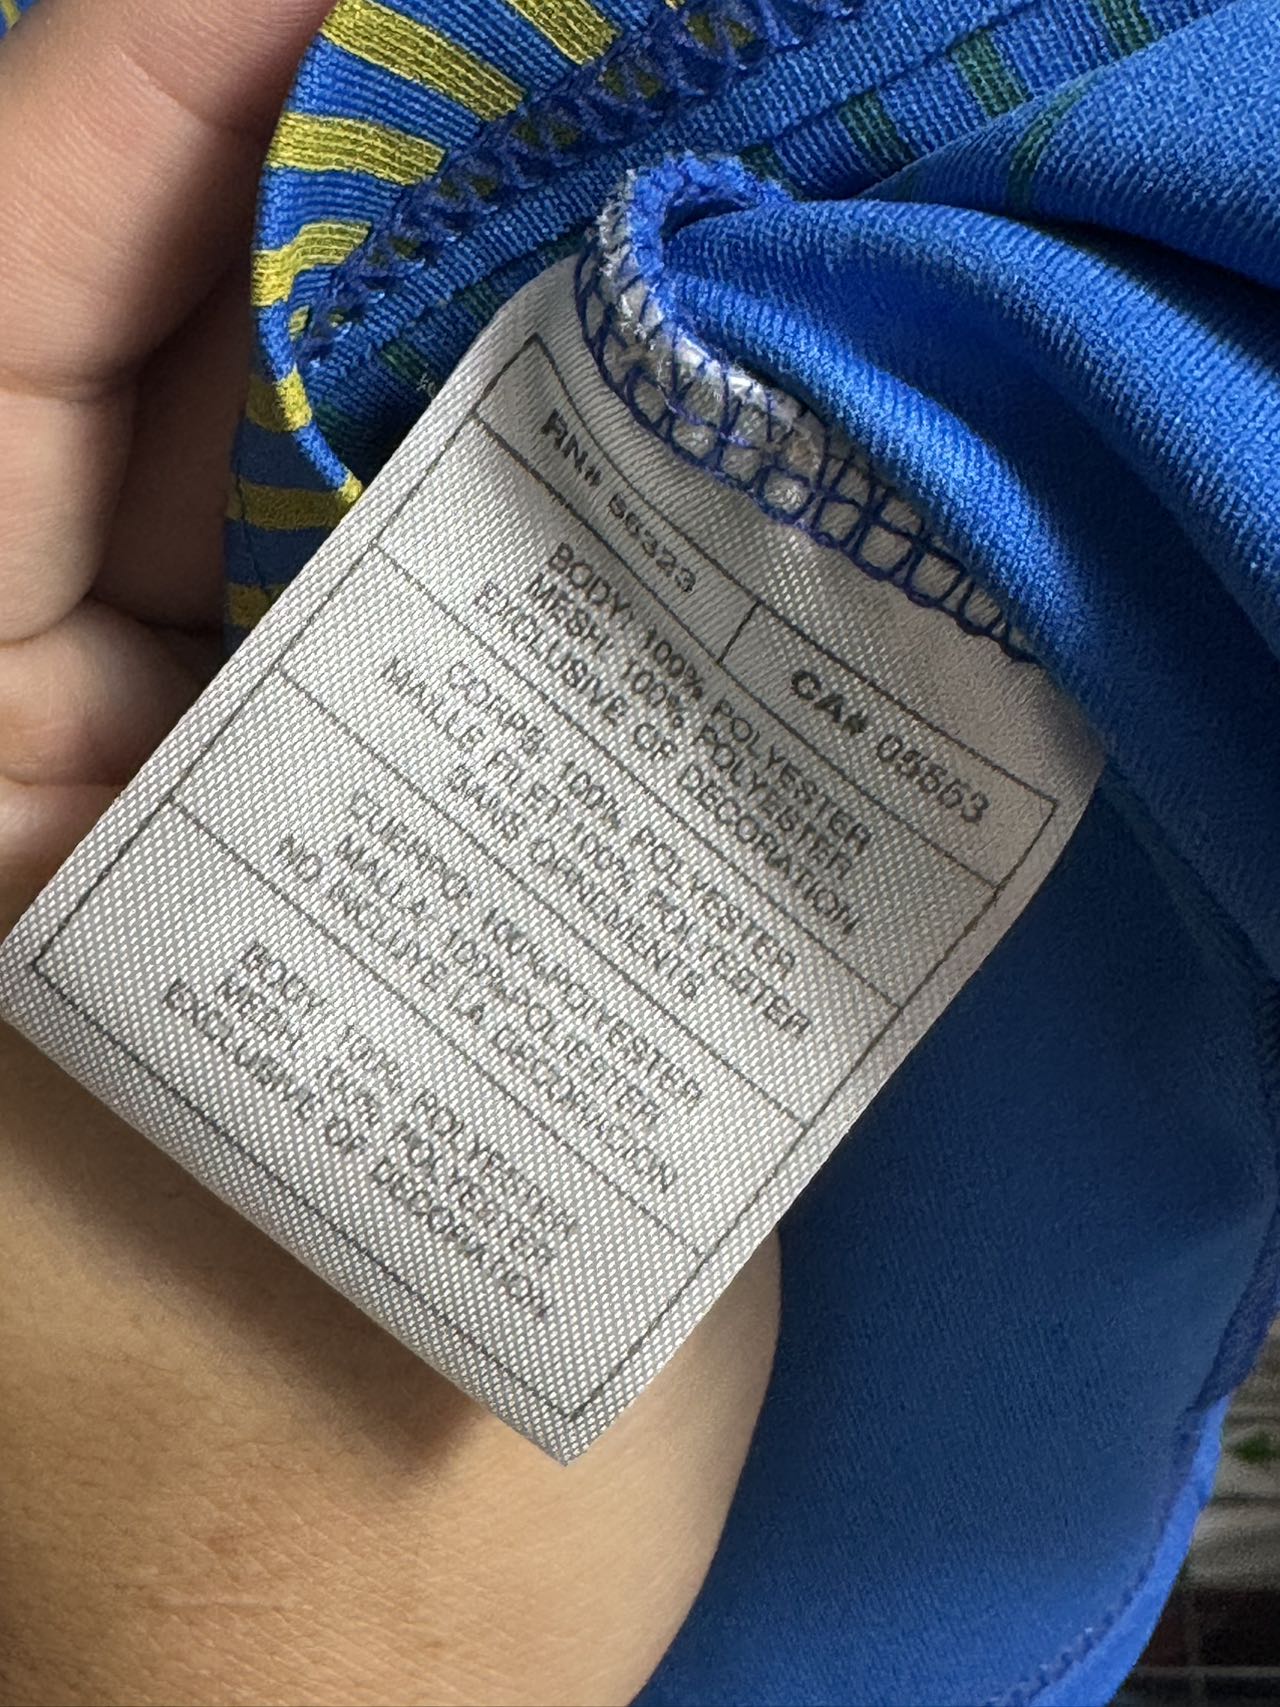 RN# 56323 CA# 05553
BODY: 100% POLYESTER
MESH: 100% POLYESTER
EXCLUSIVE OF DECORATION
CORPS: 100% POLYESTER
MAILLE FILET:100% POLYESTER
SANS ORNEMENTS
CUERPO: 100%POLYESTER
MALLA: 100%POLIESTER
NO INCLUYE LA DECORACION
BODY: 100% POLYESTER
MESH: 100% POLYESTER
EXCLUSIVE OF DECORATION